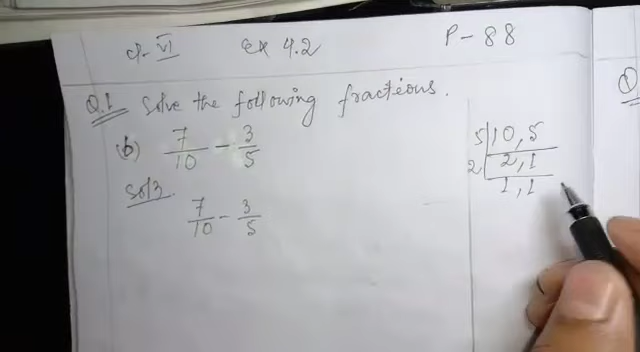 cl- VI Ex 4.2 P-88
Q.1 Solve the following fractions.
(b) 7/10 - 3/5
Sol3.
7/10 - 3/5
5|10, 5
2|2, 1
1, 1
①